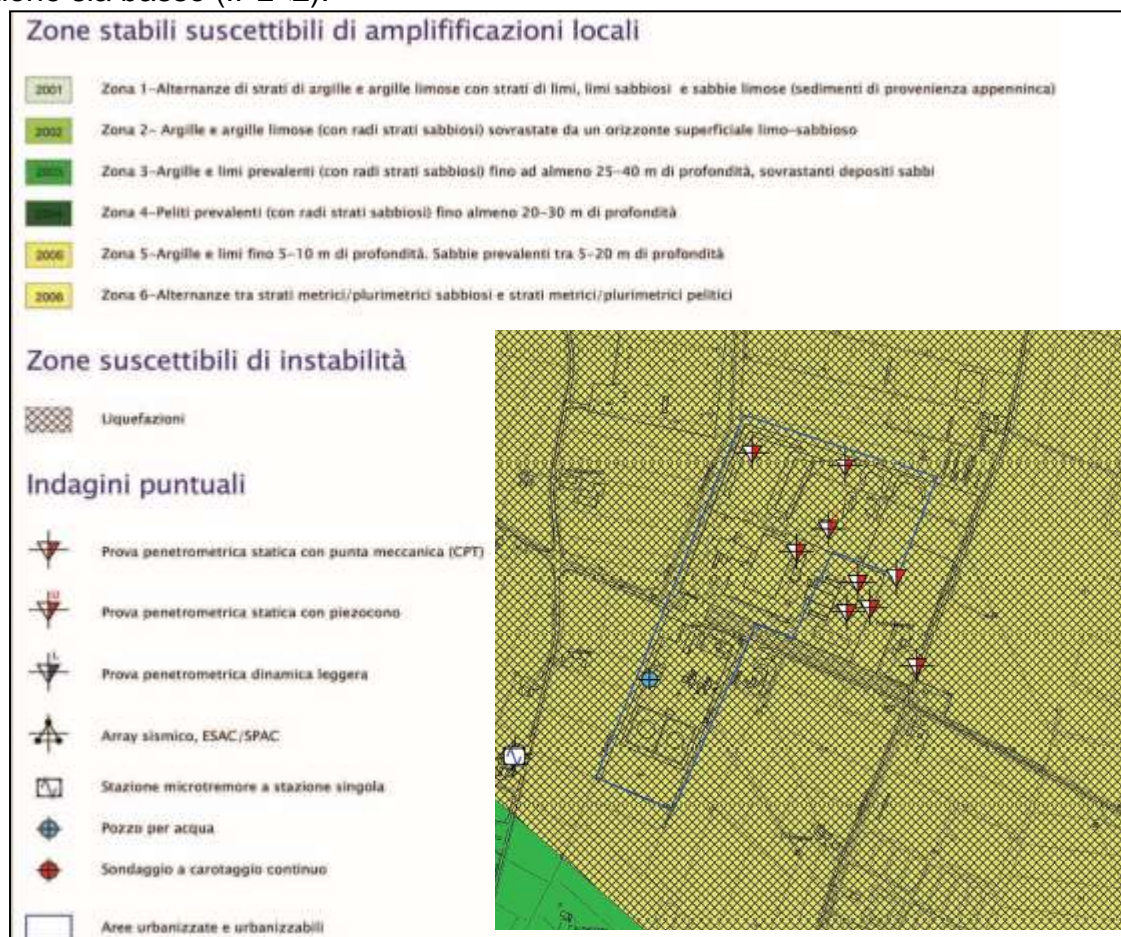 Zone stabili suscettibili di amplifificazioni locali
2001 Zona 1-Alternanze di strati di argille e argille limose con strati di limi, limi sabbiosi e sabbie limose (sedimenti di provenienza appenninca)
2002 Zona 2- Argille e argille limose (con radi strati sabbiosi) sovrastate da un orizzonte superficiale limo-sabbioso
Zona 3-Argille e limi prevalenti (con radi strati sabbiosi) fino ad almeno 25-40 m di profondità, sovrastanti depositi sabbi
Zona 4-Peliti prevalenti (con radi strati sabbiosi) fino almeno 20-30 m di profondità
Zona 5-Argille e limi fino 5-10 m di profondità. Sabbie prevalenti tra 5-20 m di profondità
2006 Zona 6-Alternanze tra strati metrici/plurimetrici sabbiosi e strati metrici/plurimetrici pelitici
Zone suscettibili di instabilità
Liquefazioni
Indagini puntuali
Prova penetrometrica statica con punta meccanica (CPT)
Prova penetrometrica statica con piezocono
Prova penetrometrica dinamica leggera
Array sismico, ESAC/SPAC
Stazione microtremore a stazione singola
Pozzo per acqua
Sondaggio a carotaggio continuo
Aree urbanizzate e urbanizzabili